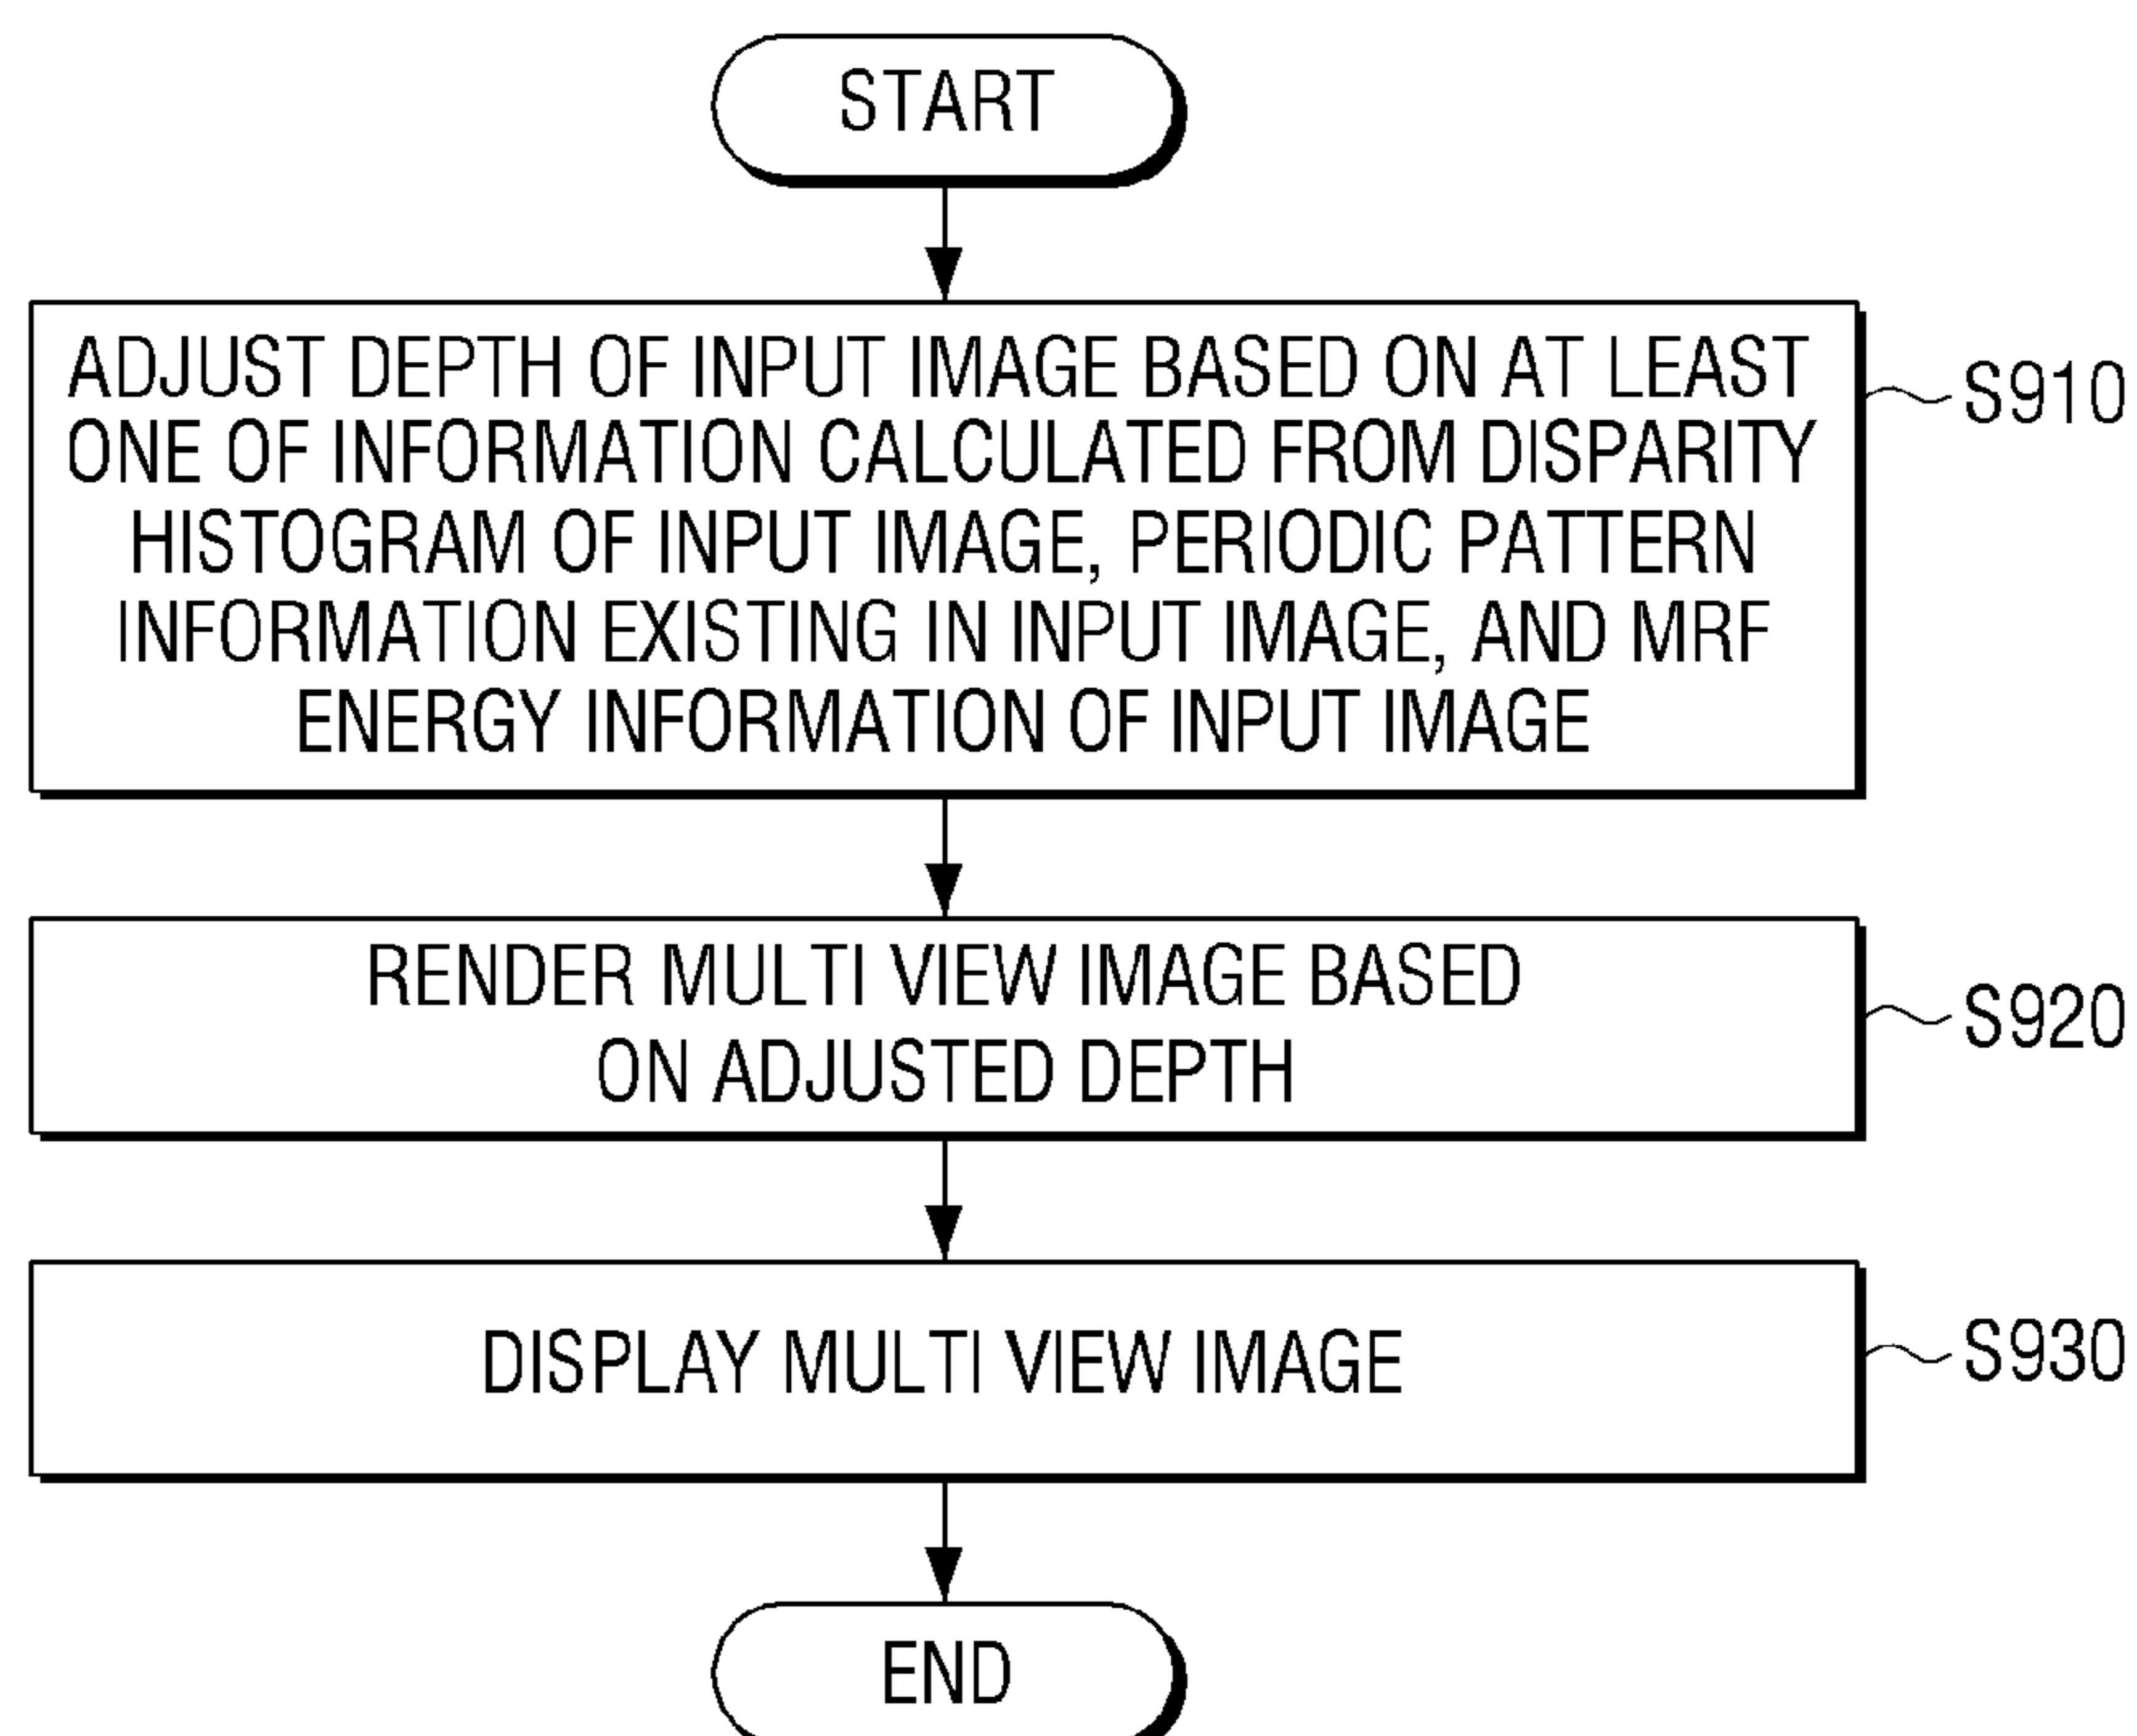 START
ADJUST DEPTH OF INPUT IMAGE BASED ON AT LEAST
ONE OF INFORMATION CALCULATED FROM DISPARITY
HISTOGRAM OF INPUT IMAGE, PERIODIC PATTERN
INFORMATION EXISTING IN INPUT IMAGE, AND MRF
ENERGY INFORMATION OF INPUT IMAGE
S910
RENDER MULTI VIEW IMAGE BASED
ON ADJUSTED DEPTH
S920
DISPLAY MULTI VIEW IMAGE
S930
END